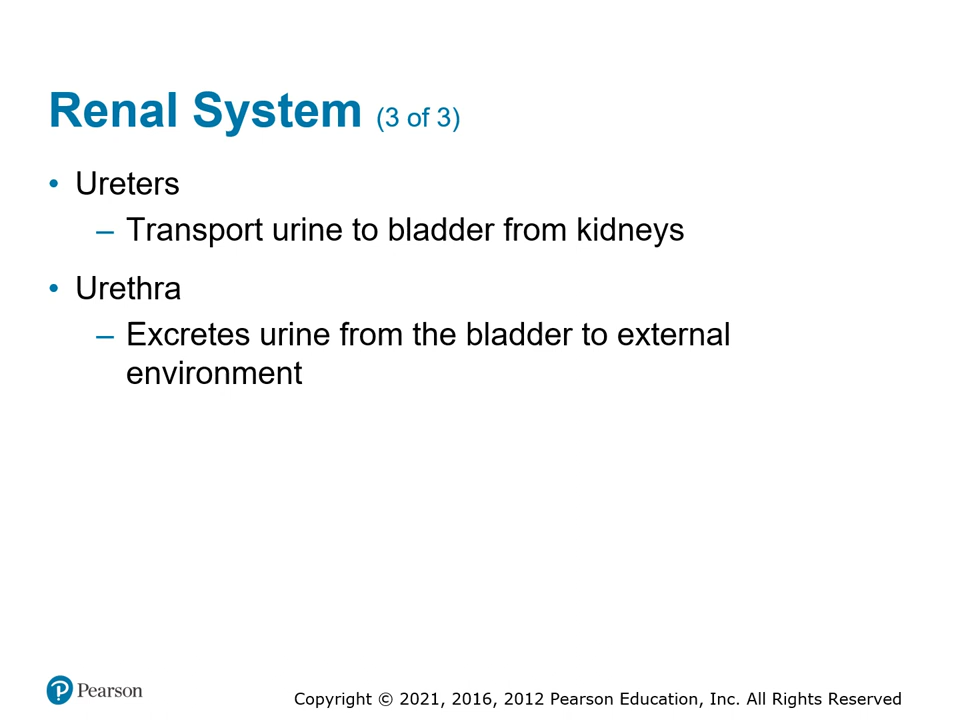 Renal System (3 of 3)
• Ureters
– Transport urine to bladder from kidneys
• Urethra
– Excretes urine from the bladder to external
environment
Pearson
Copyright © 2021, 2016, 2012 Pearson Education, Inc. All Rights Reserved